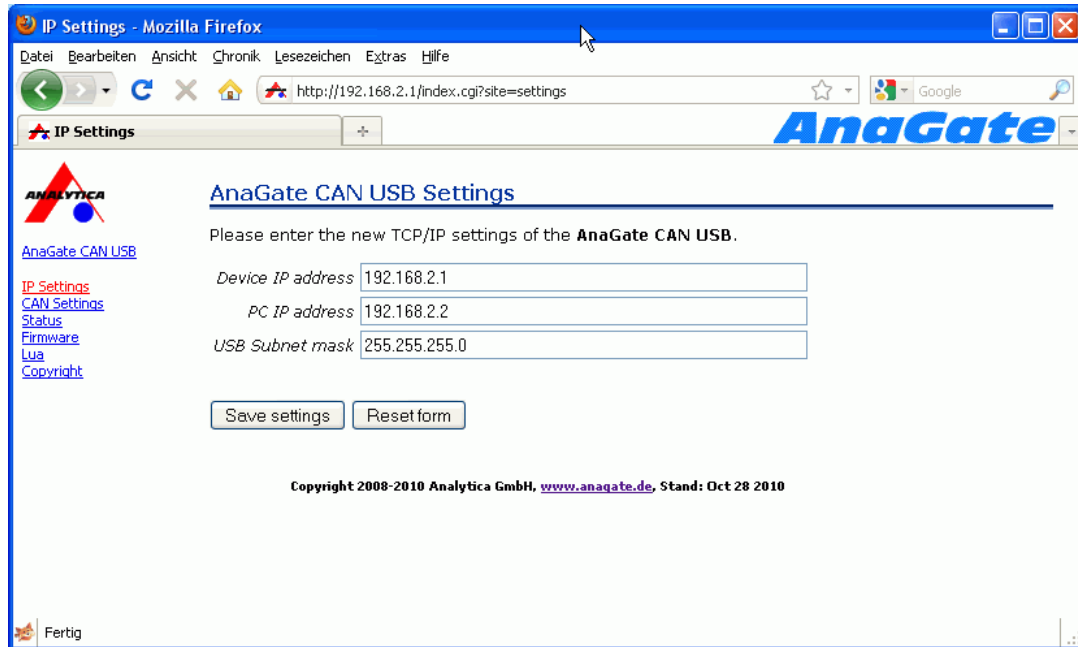 IP Settings - Mozilla Firefox
Datei Bearbeiten Ansicht Chronik Lesezeichen Extras Hilfe
http://192.168.2.1/index.cgi?site=settings
Google
IP Settings
AnaGate
ANALYTICA
AnaGate CAN USB
IP Settings
CAN Settings
Status
Firmware
Lua
Copyright
AnaGate CAN USB Settings
Please enter the new TCP/IP settings of the AnaGate CAN USB.
Device IP address 192.168.2.1
PC IP address 192.168.2.2
USB Subnet mask 255.255.255.0
Save settings Reset form
Copyright 2008-2010 Analytica GmbH, www.anagate.de, Stand: Oct 28 2010
Fertig